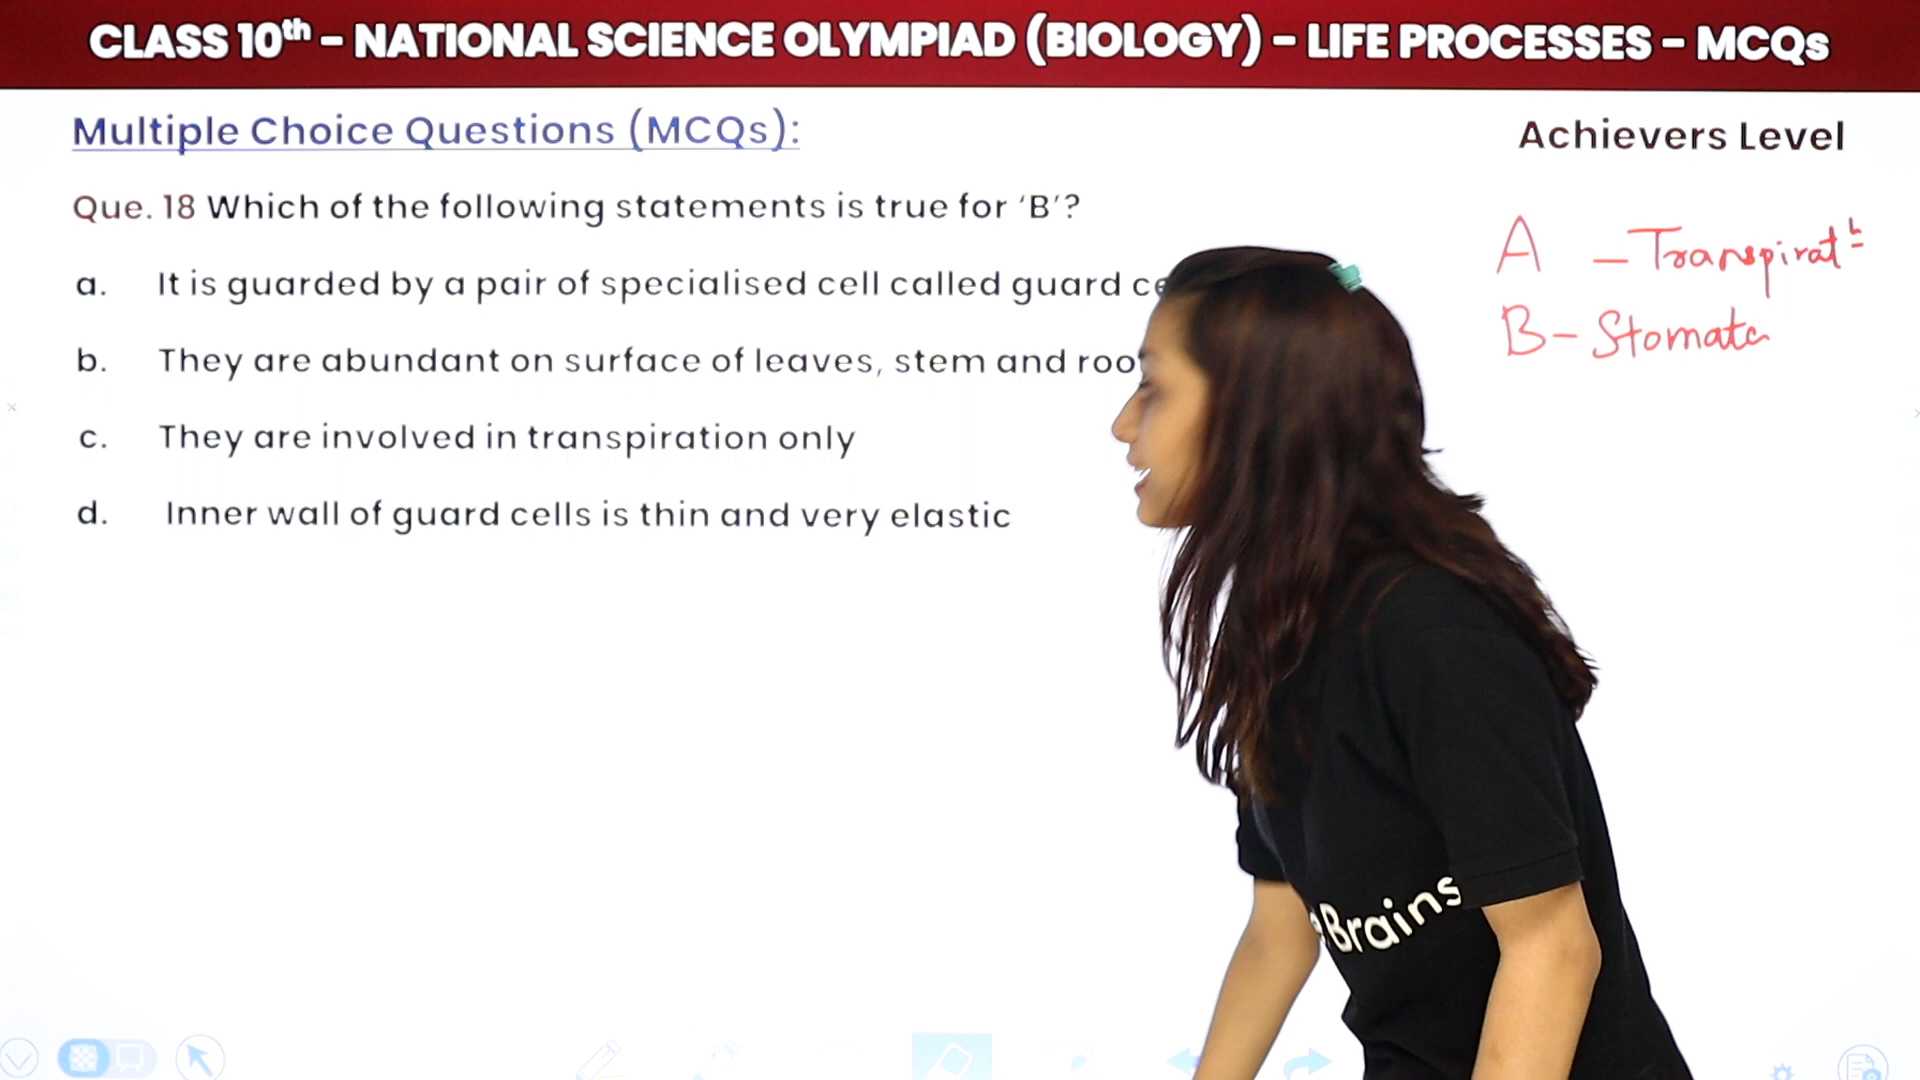 CLASS 10th - NATIONAL SCIENCE OLYMPIAD (BIOLOGY) - LIFE PROCESSES - MCQs
Multiple Choice Questions (MCQs):
Achievers Level
Que. 18 Which of the following statements is true for ‘B’?
A - Transpiratn
a. It is guarded by a pair of specialised cell called guard
B - Stomata
b. They are abundant on surface of leaves, stem and
c. They are involved in transpiration only
d. Inner wall of guard cells is thin and very elastic
Brains